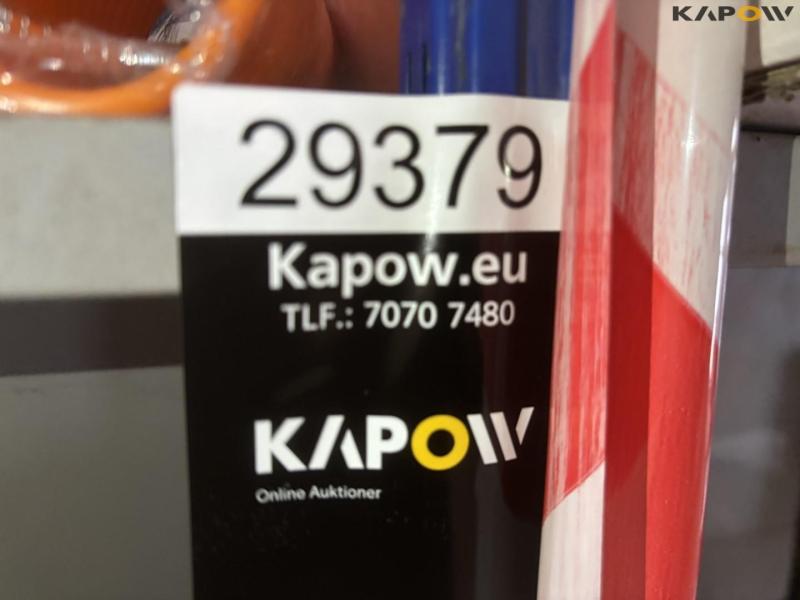 KAPOW
29379
Kapow.eu
TLF.: 7070 7480
KAPOW
Online Auktioner